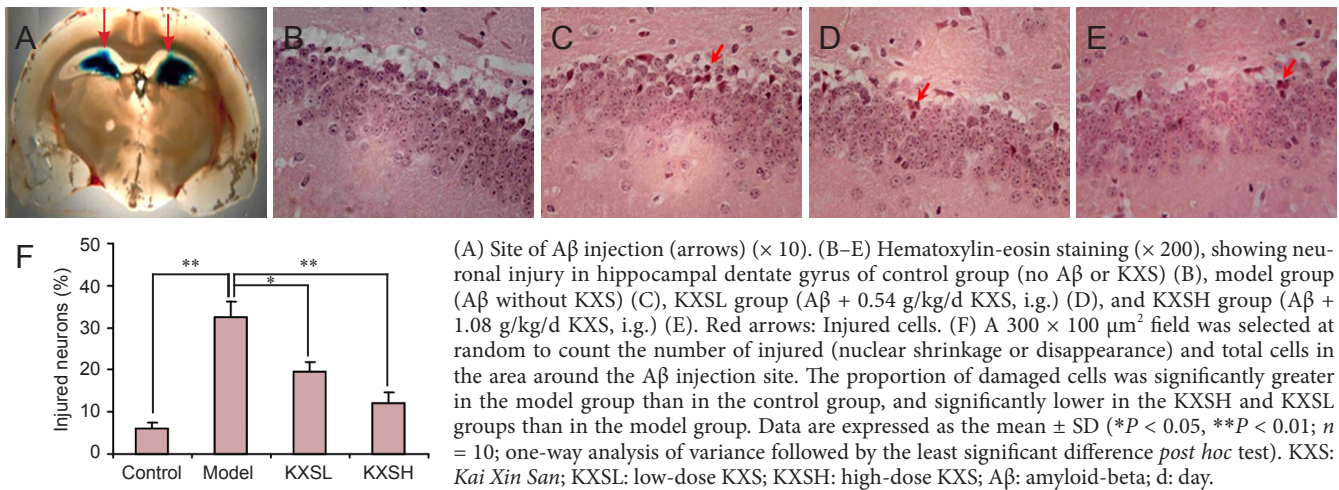 A
B
C
D
E
F
50
40
30
20
10
0
Injured neurons (%)
**
**
*
Control Model KXSL KXSH
(A) Site of Aβ injection (arrows) (× 10). (B–E) Hematoxylin-eosin staining (× 200), showing neu-
ronal injury in hippocampal dentate gyrus of control group (no Aβ or KXS) (B), model group
(Aβ without KXS) (C), KXSL group (Aβ + 0.54 g/kg/d KXS, i.g.) (D), and KXSH group (Aβ +
1.08 g/kg/d KXS, i.g.) (E). Red arrows: Injured cells. (F) A 300 × 100 μm² field was selected at
random to count the number of injured (nuclear shrinkage or disappearance) and total cells in
the area around the Aβ injection site. The proportion of damaged cells was significantly greater
in the model group than in the control group, and significantly lower in the KXSH and KXSL
groups than in the model group. Data are expressed as the mean ± SD (*P < 0.05, **P < 0.01; n
= 10; one-way analysis of variance followed by the least significant difference post hoc test). KXS:
Kai Xin San; KXSL: low-dose KXS; KXSH: high-dose KXS; Aβ: amyloid-beta; d: day.